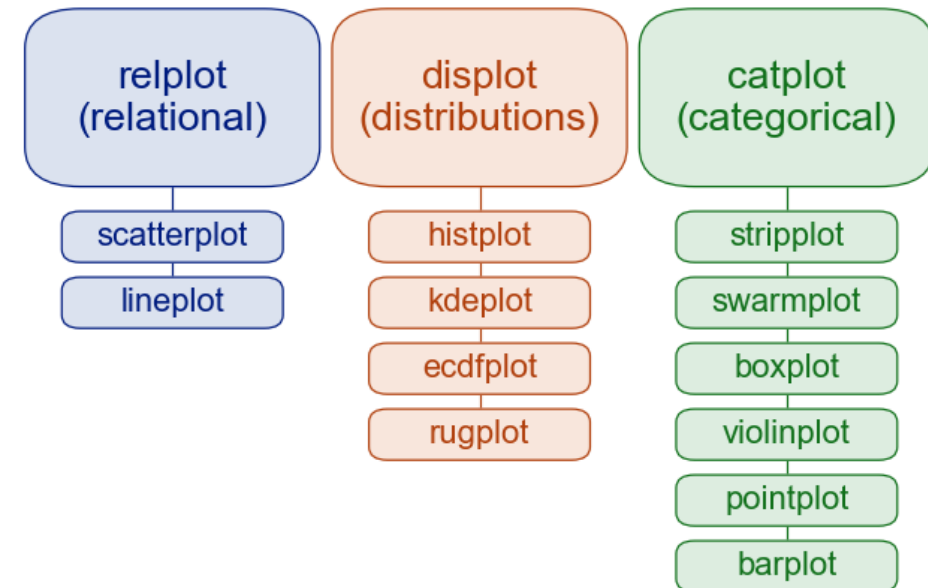 relplot
(relational)
scatterplot
lineplot
displot
(distributions)
histplot
kdeplot
ecdfplot
rugplot
catplot
(categorical)
stripplot
swarmplot
boxplot
violinplot
pointplot
barplot